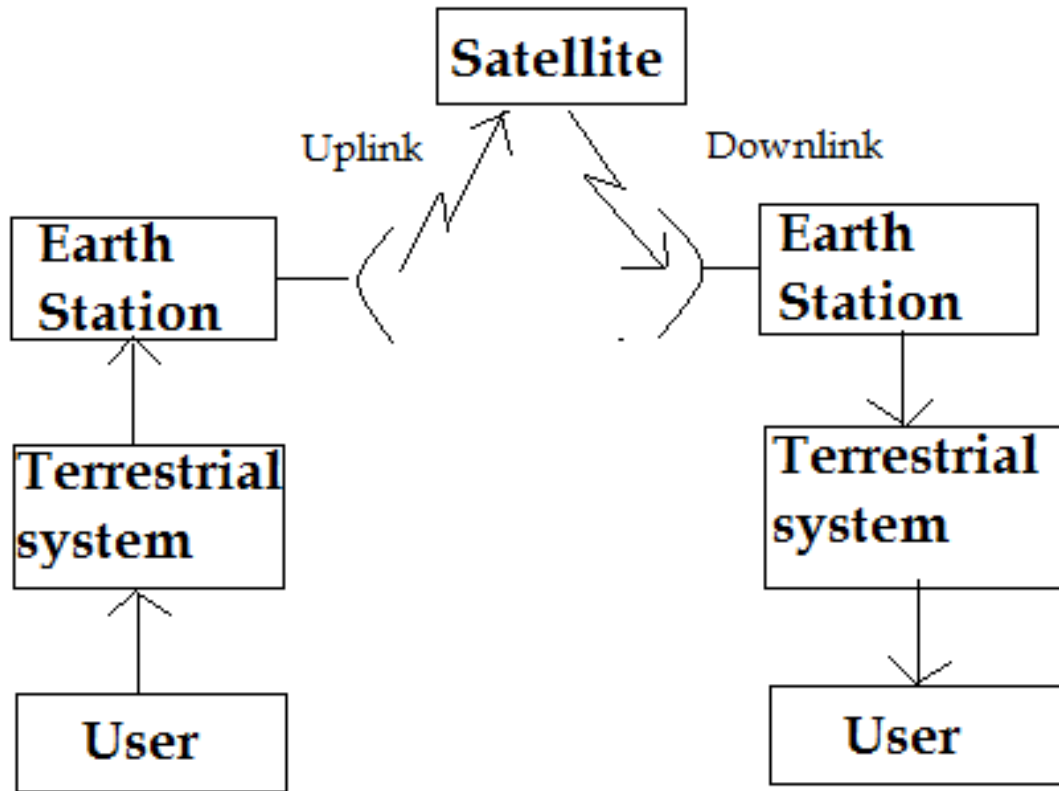 Satellite
Uplink
Downlink
Earth
Station
Earth
Station
Terrestrial
system
Terrestrial
system
User
User